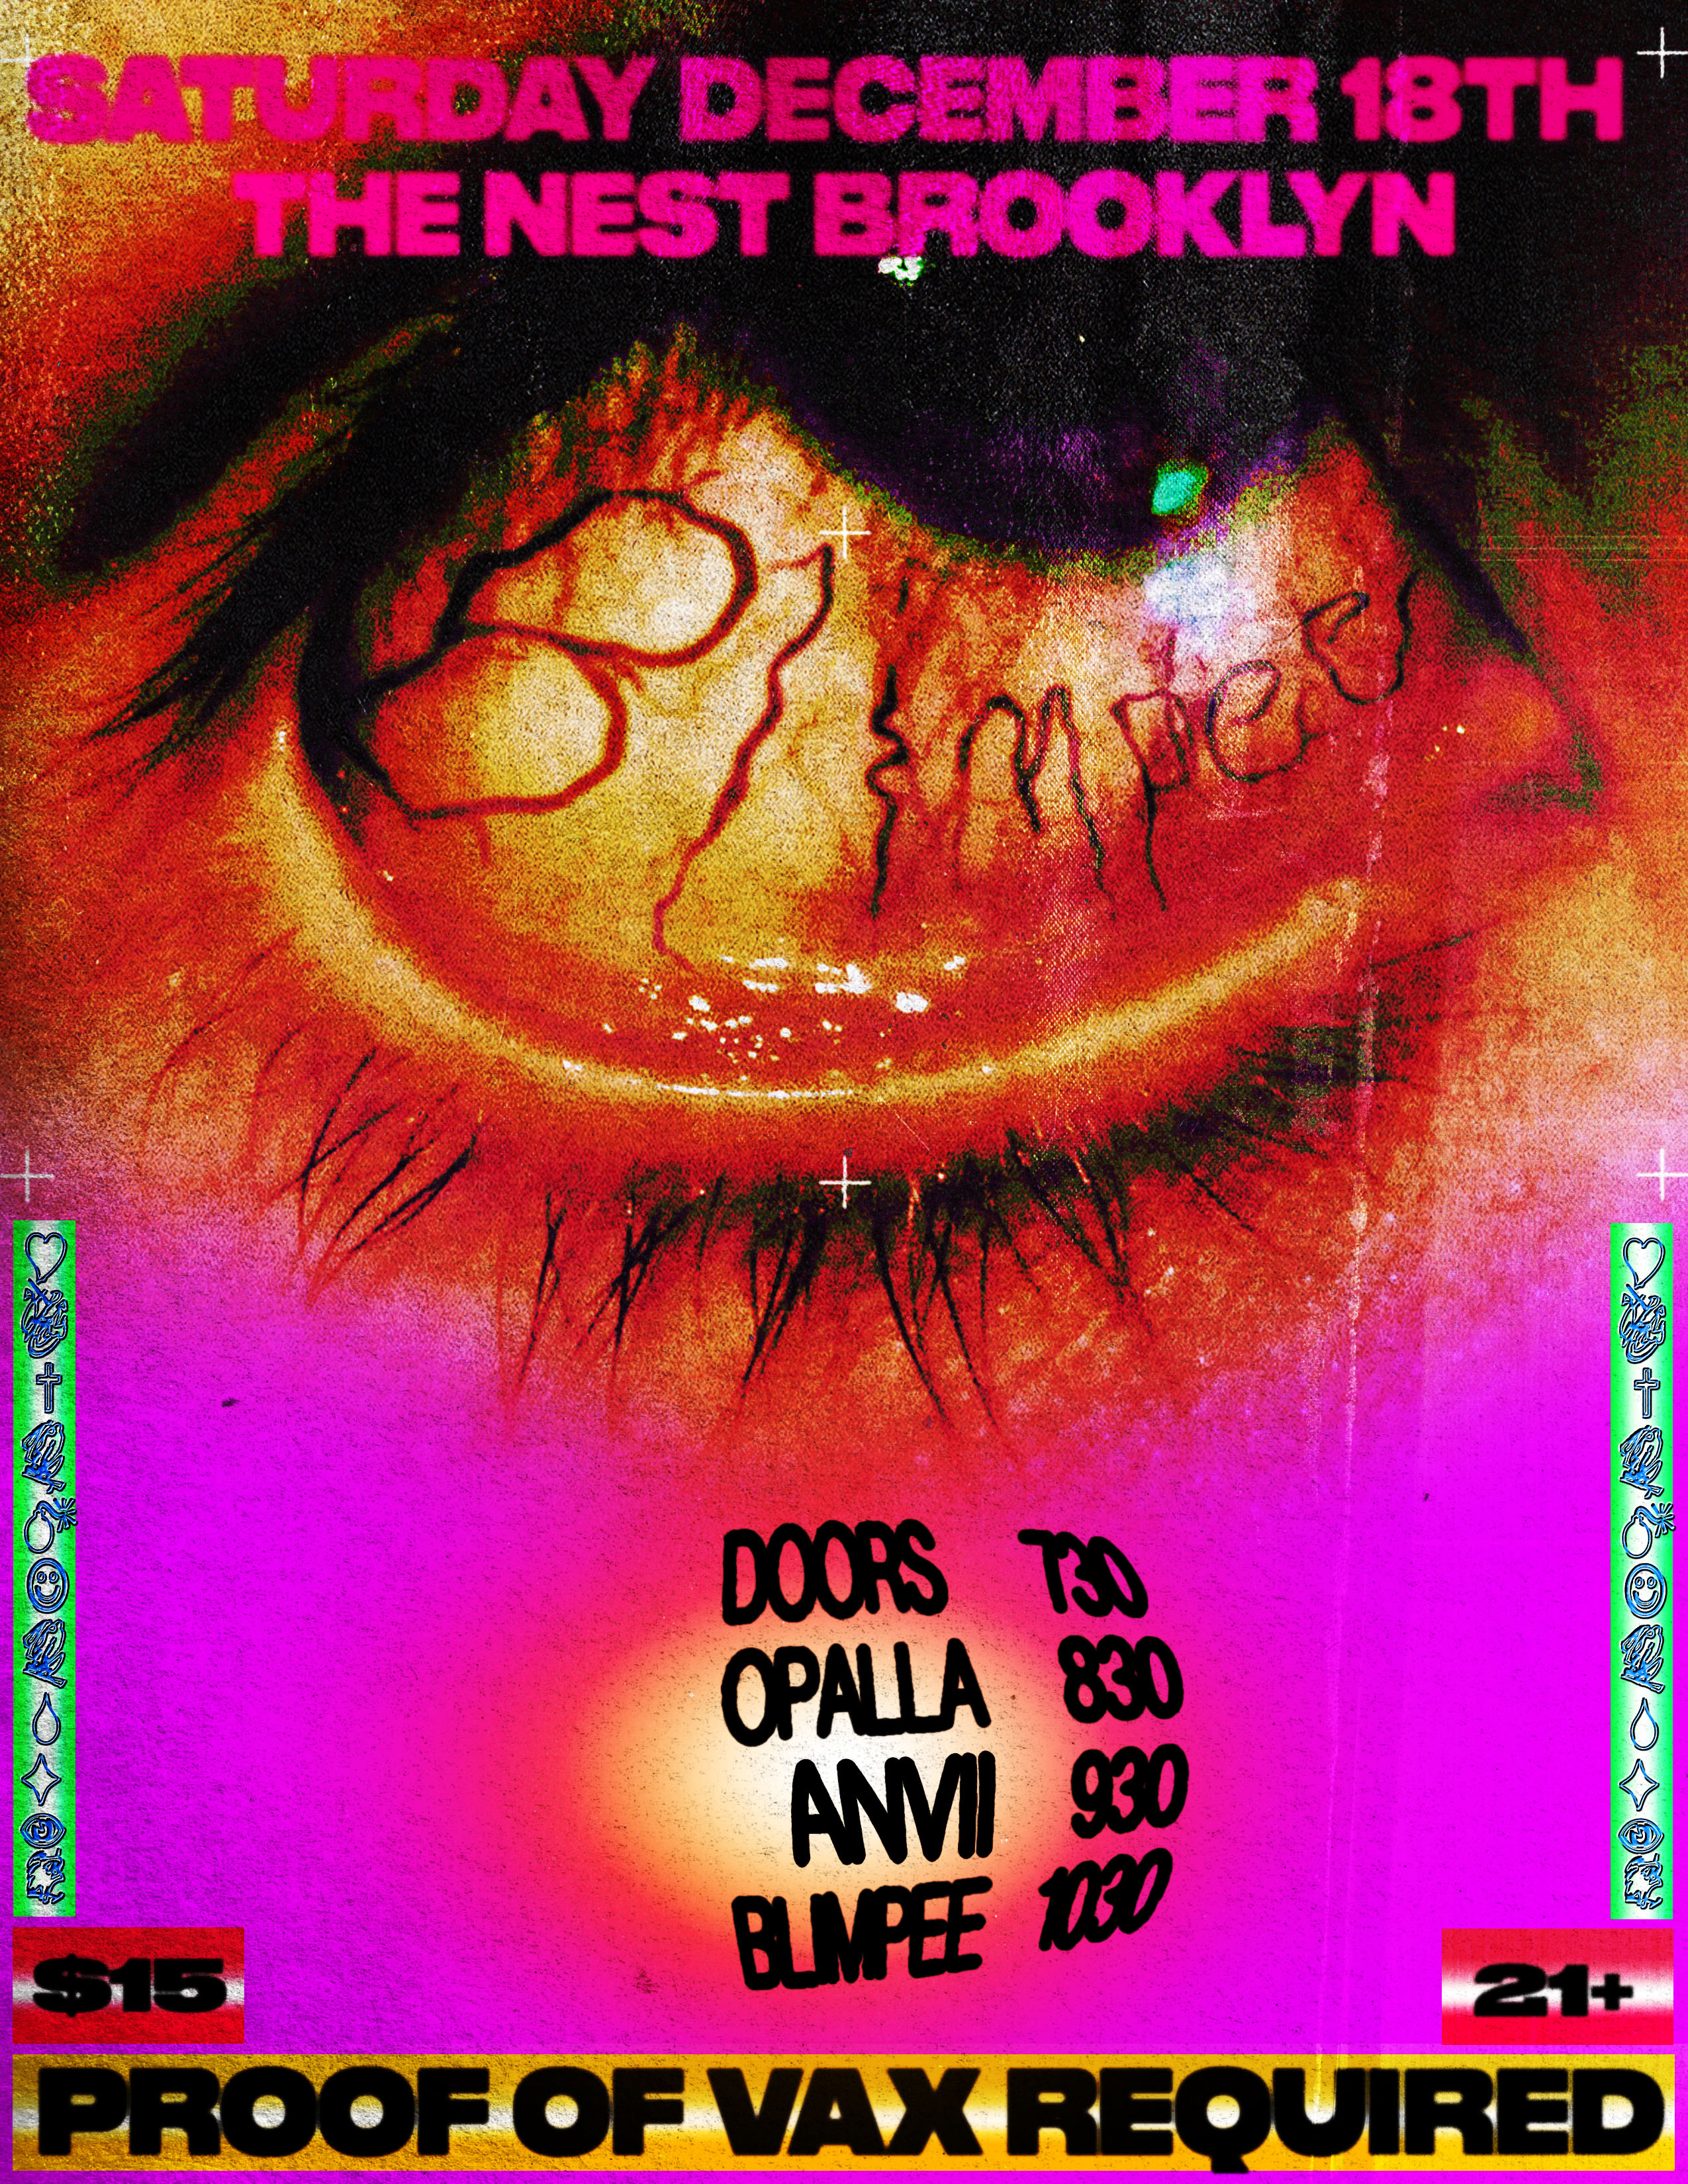 SATURDAY DECEMBER 18TH
THE NEST BROOKLYN
Blimpee
DOORS 730
OPALLA 830
ANVII 930
BLIMPEE 1030
$15
21+
PROOF OF VAX REQUIRED